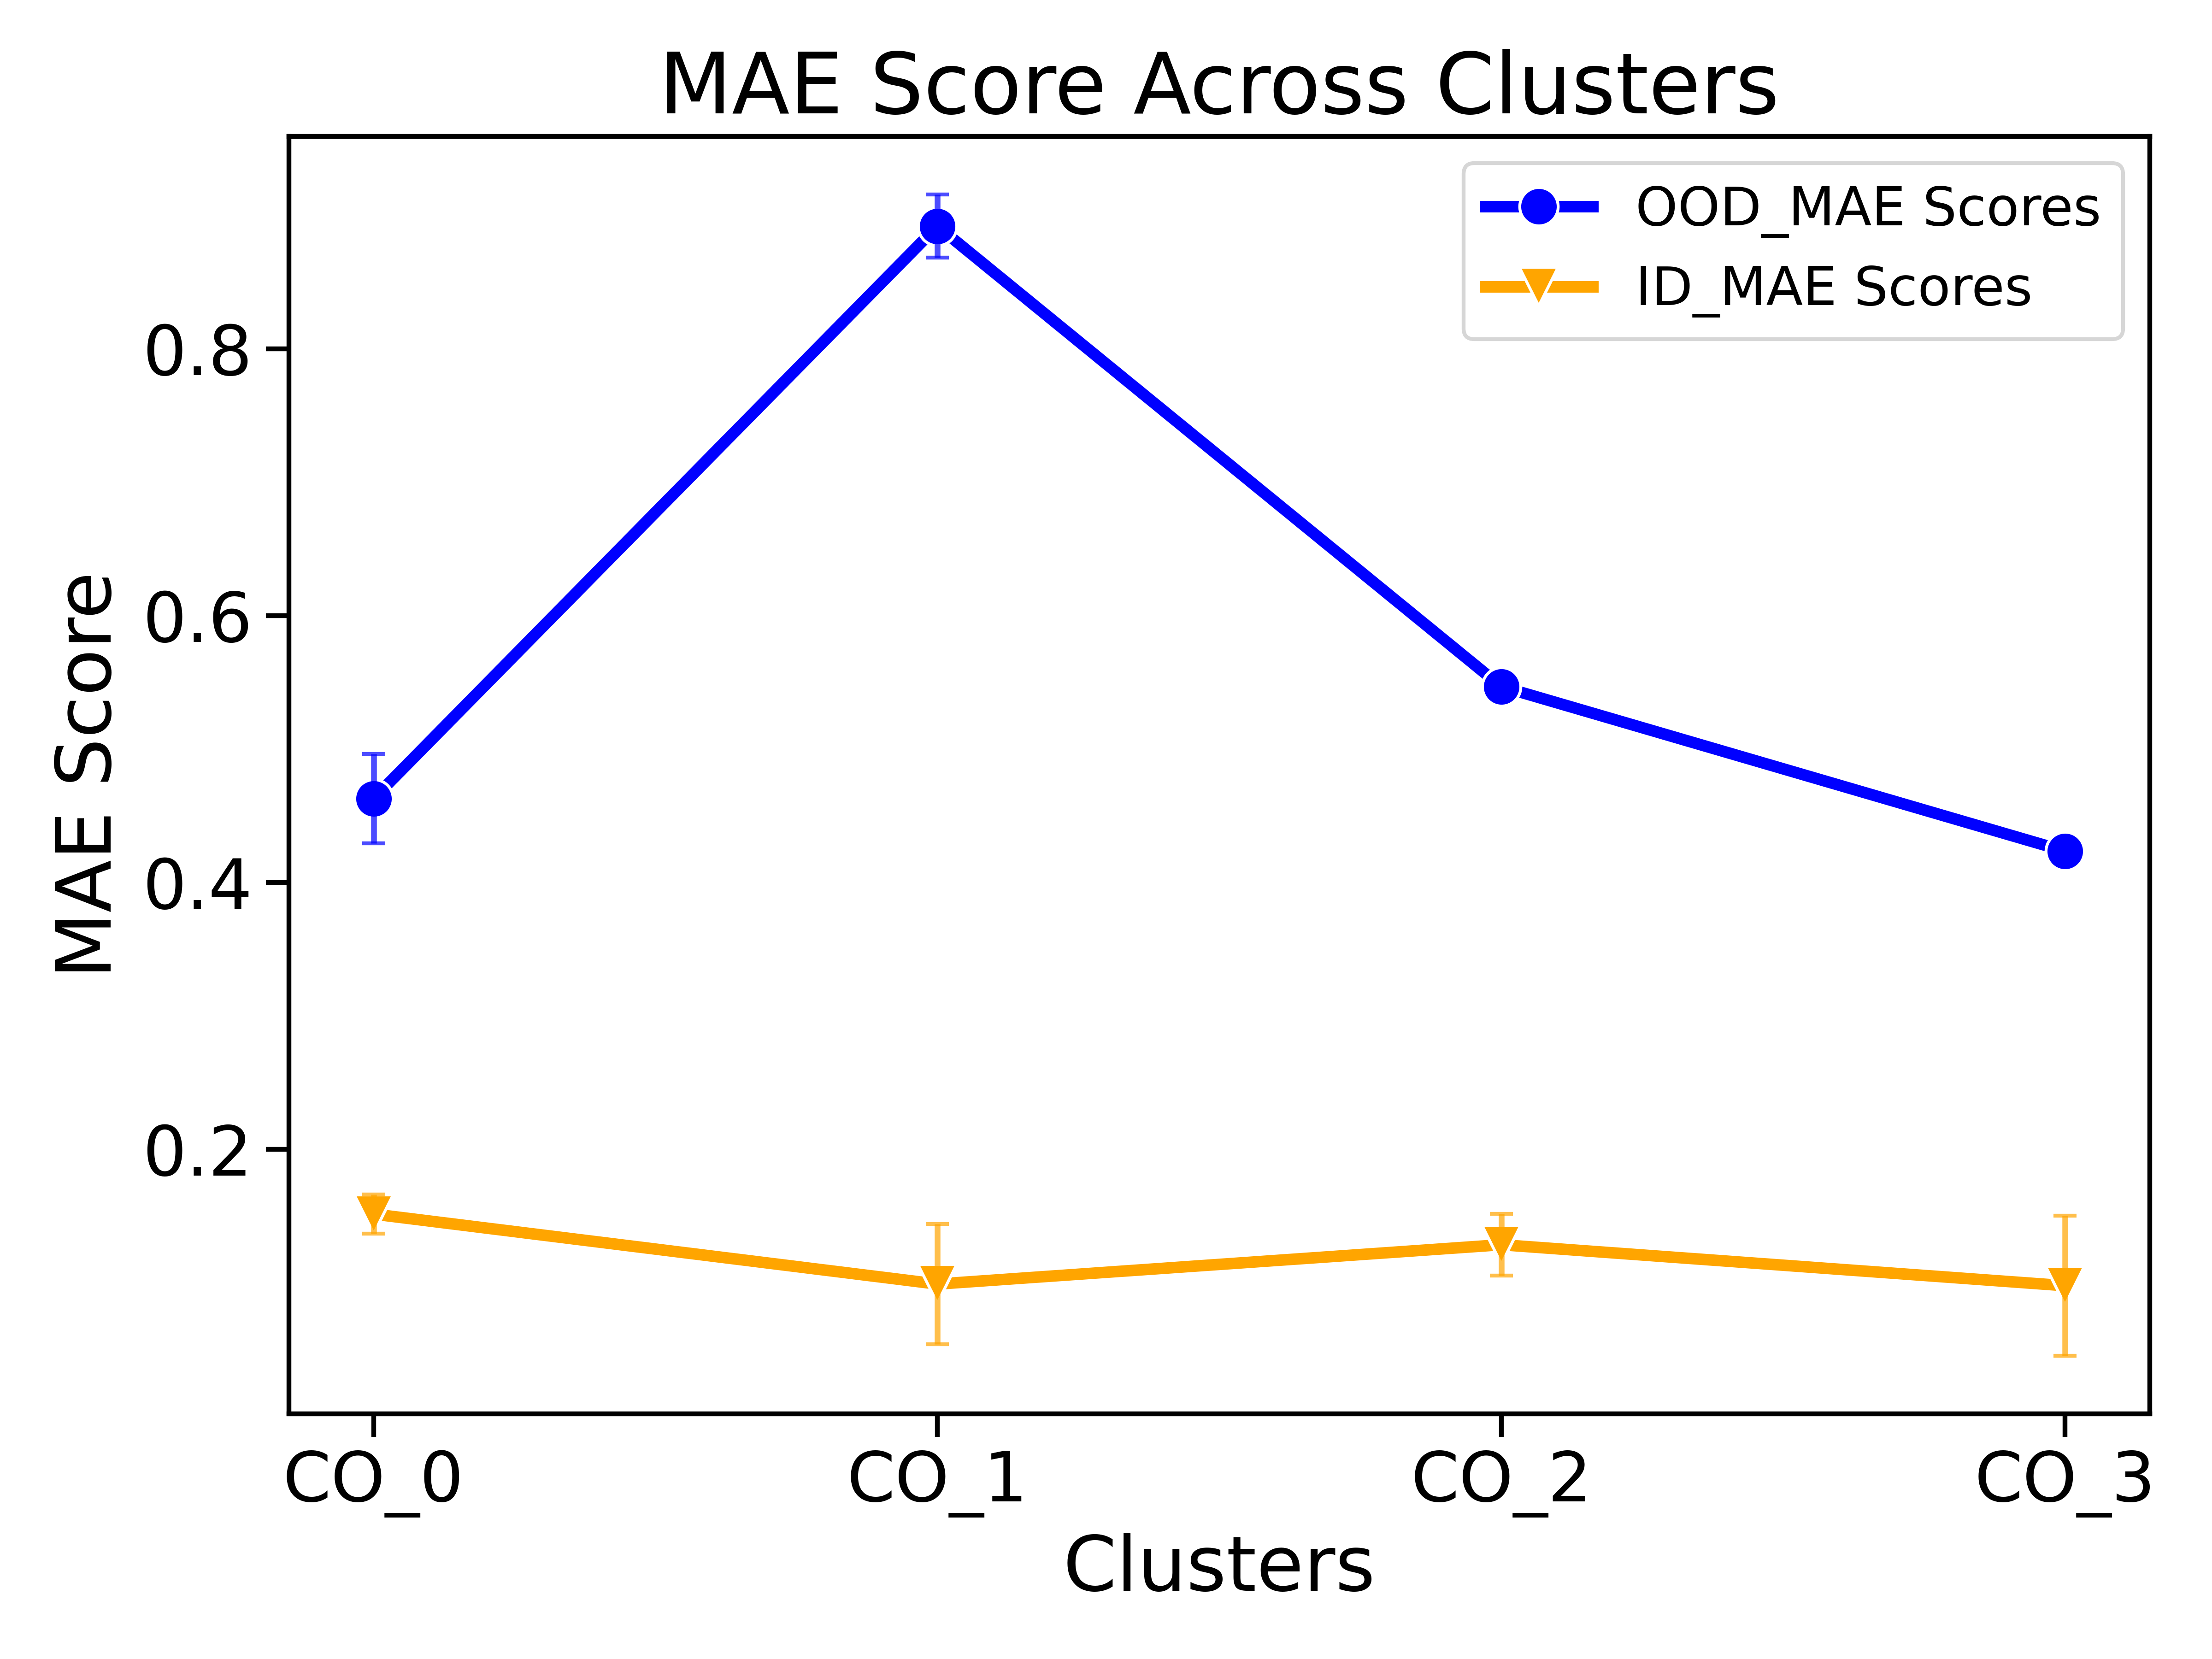 MAE Score Across Clusters
OOD_MAE Scores
ID_MAE Scores
MAE Score
0.8
0.6
0.4
0.2
CO_0
CO_1
CO_2
CO_3
Clusters